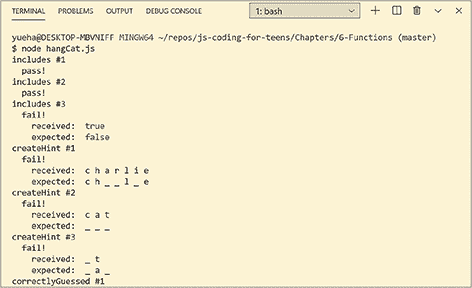 TERMINAL PROBLEMS OUTPUT DEBUG CONSOLE 1: bash
yueha@DESKTOP-MBVNIFF MINGW64 ~/repos/js-coding-for-teens/Chapters/6-Functions (master)
$ node hangCat.js
includes #1
pass!
includes #2
pass!
includes #3
fail!
received: true
expected: false
createHint #1
fail!
received: c h a r l i e
expected: c h _ _ l _ e
createHint #2
fail!
received: c a t
expected: _ _ _
createHint #3
fail!
received: _ t
expected: _ a _
correctlyGuessed #1